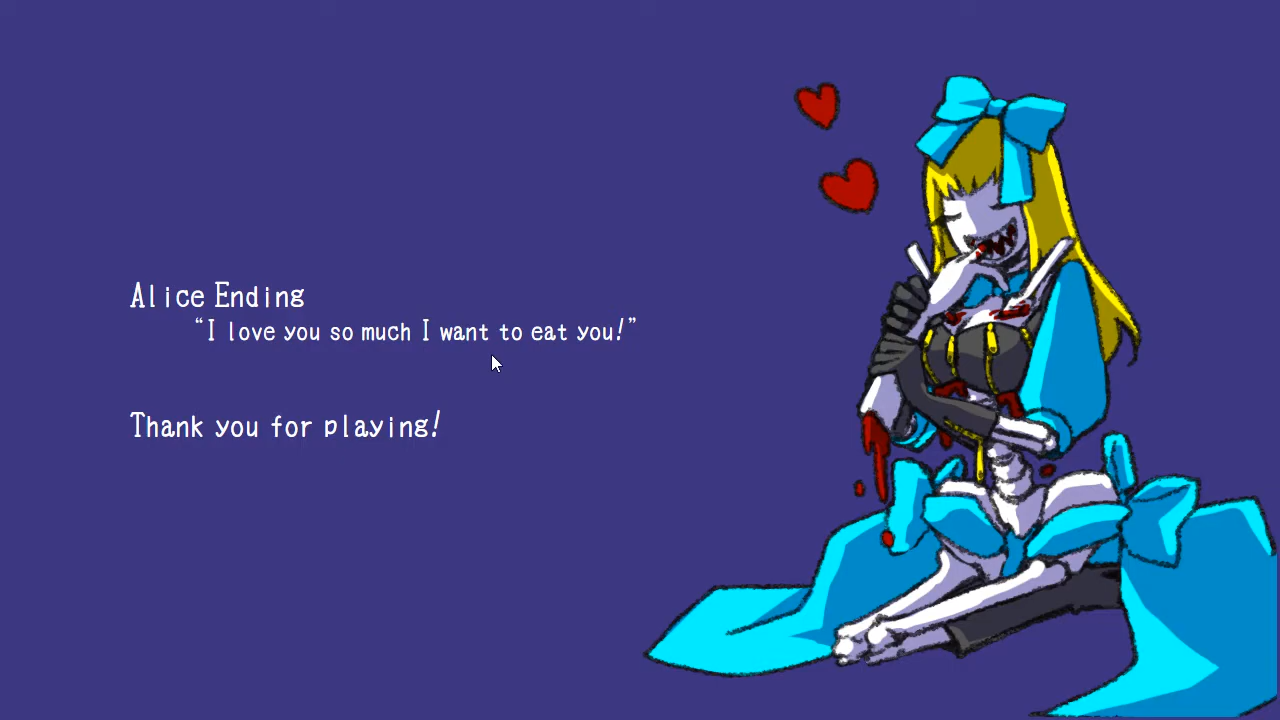 Alice Ending
“I love you so much I want to eat you!”
Thank you for playing!